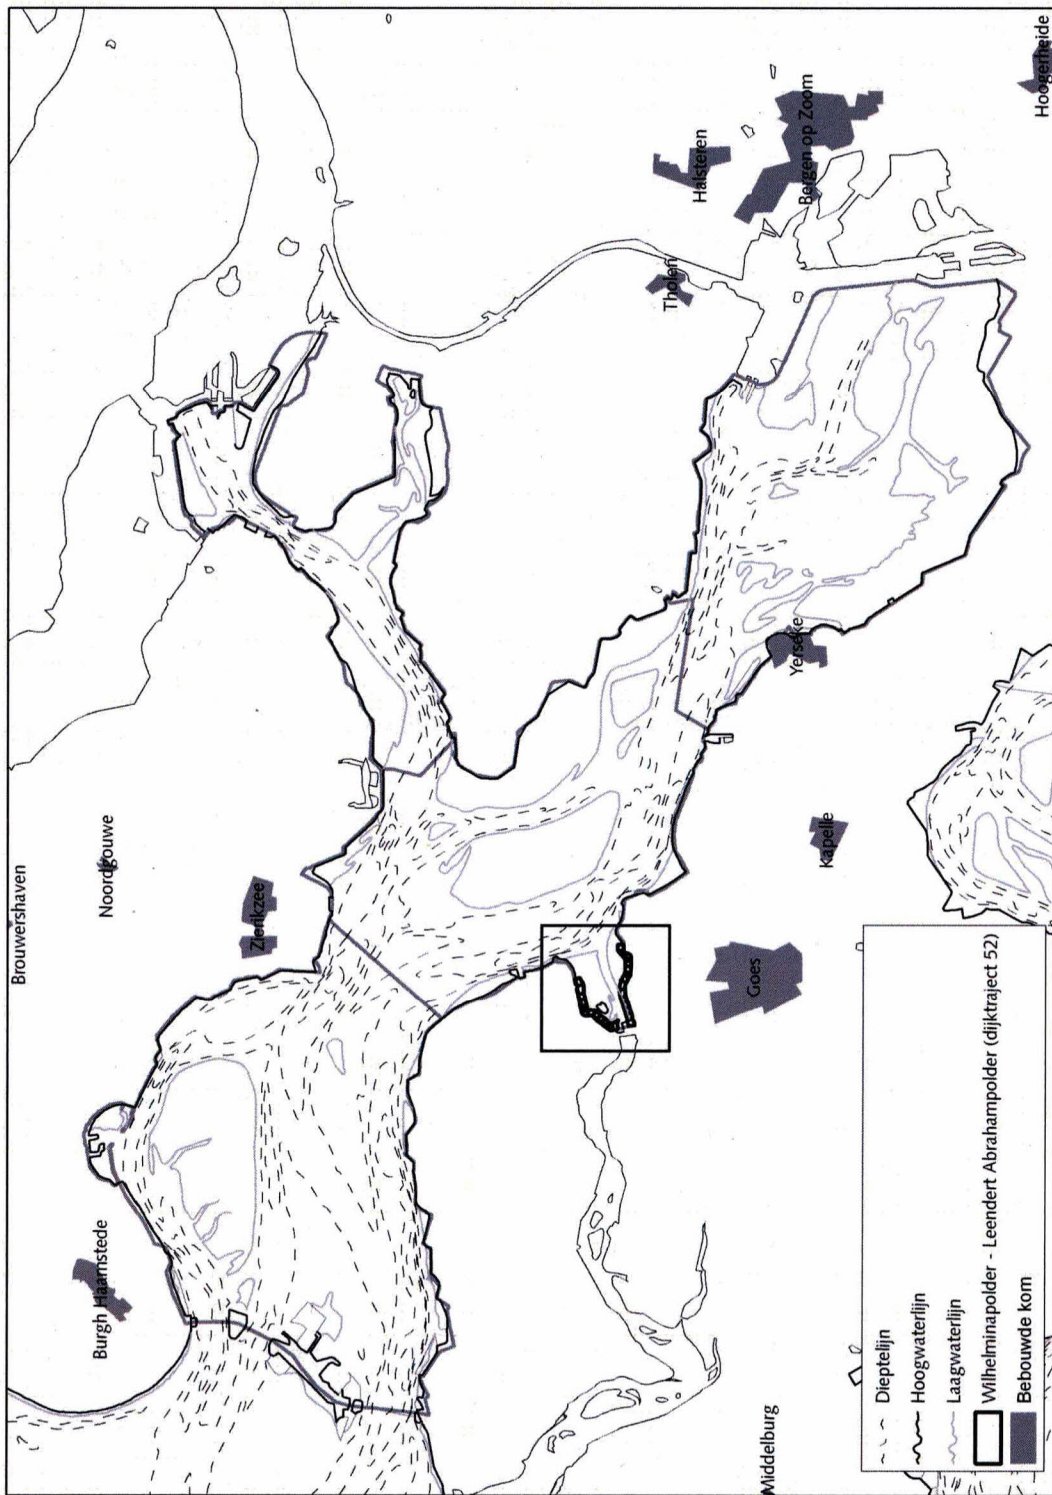 Brouwershaven
Noordgouwe
Zierikzee
Burgh Haamstede
Halsteren
Bergen op Zoom
Hoogerheide
Tholen
Yerseke
Kapelle
Goes
Middelburg
Dieptelijn
Hoogwaterlijn
Laagwaterlijn
Wilhelminapolder - Leendert Abrahampolder (dijktraject 52)
Bebouwde kom